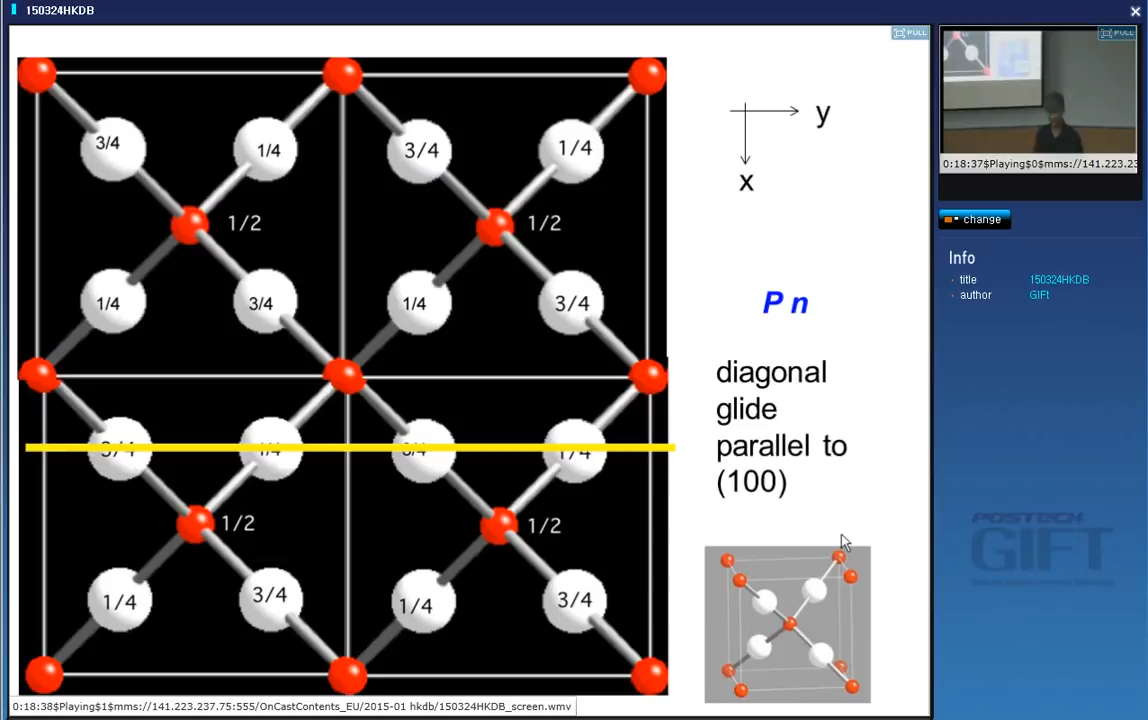 150324HKDB
FULL
FULL
3/4
1/4
3/4
1/4
1/2
1/2
1/4
3/4
1/4
3/4
3/4
1/4
3/4
1/4
1/2
1/2
1/4
3/4
1/4
3/4
y
x
P n
diagonal
glide
parallel to
(100)
0:18:37$Playing$0$mms://141.223.23
change
Info
title 150324HKDB
author GIFt
POSTECH
GIFT
0:18:38$Playing$1$mms://141.223.237.75:555/OnCastContents_EU/2015-01 hkdb/150324HKDB_screen.wmv